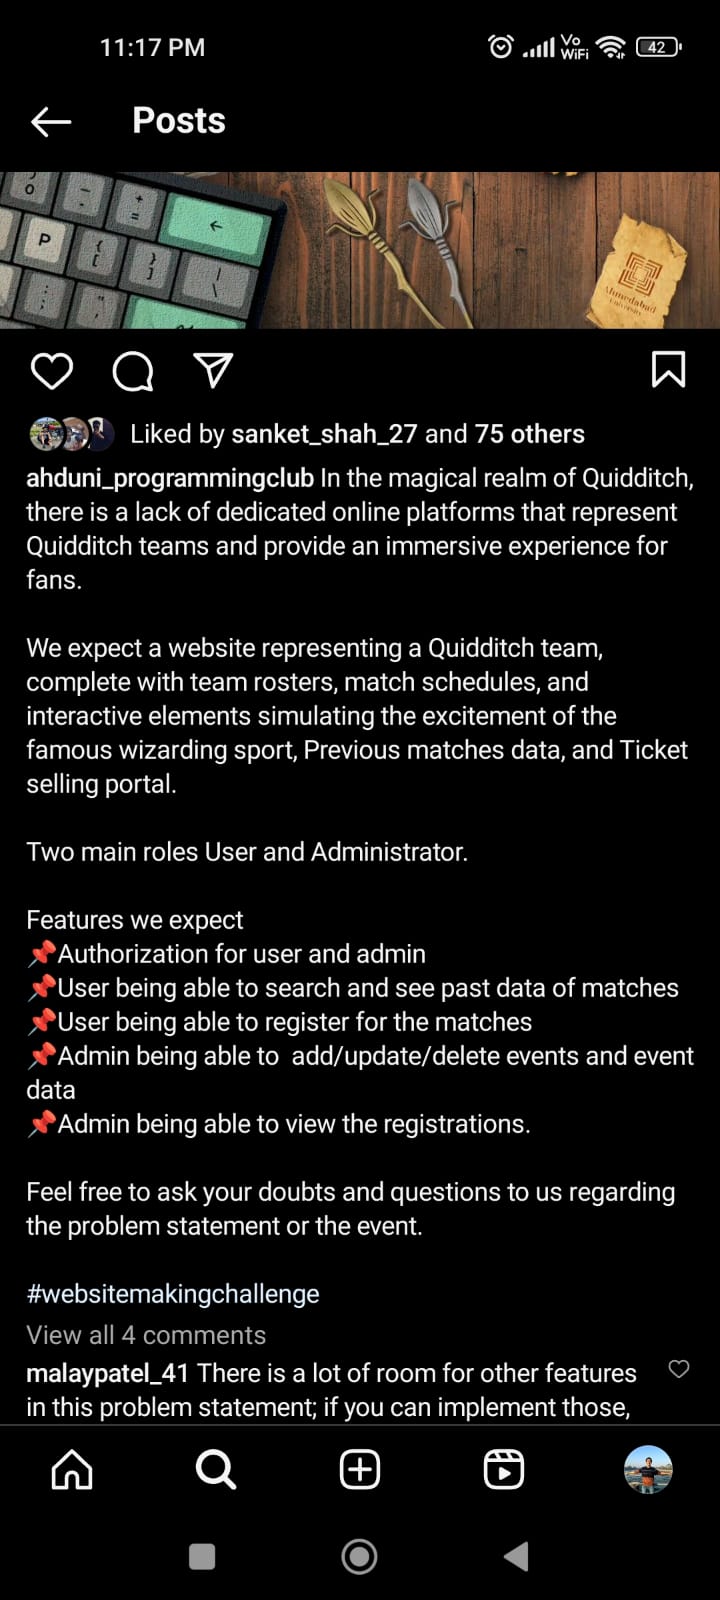 11:17 PM
Vo
WiFi
42
Posts
P
Ahmedabad
University
Liked by sanket_shah_27 and 75 others
ahduni_programmingclub In the magical realm of Quidditch,
there is a lack of dedicated online platforms that represent
Quidditch teams and provide an immersive experience for
fans.
We expect a website representing a Quidditch team,
complete with team rosters, match schedules, and
interactive elements simulating the excitement of the
famous wizarding sport, Previous matches data, and Ticket
selling portal.
Two main roles User and Administrator.
Features we expect
📌Authorization for user and admin
📌User being able to search and see past data of matches
📌User being able to register for the matches
📌Admin being able to  add/update/delete events and event
data
📌Admin being able to view the registrations.
Feel free to ask your doubts and questions to us regarding
the problem statement or the event.
#websitemakingchallenge
View all 4 comments
malaypatel_41 There is a lot of room for other features
in this problem statement; if you can implement those,